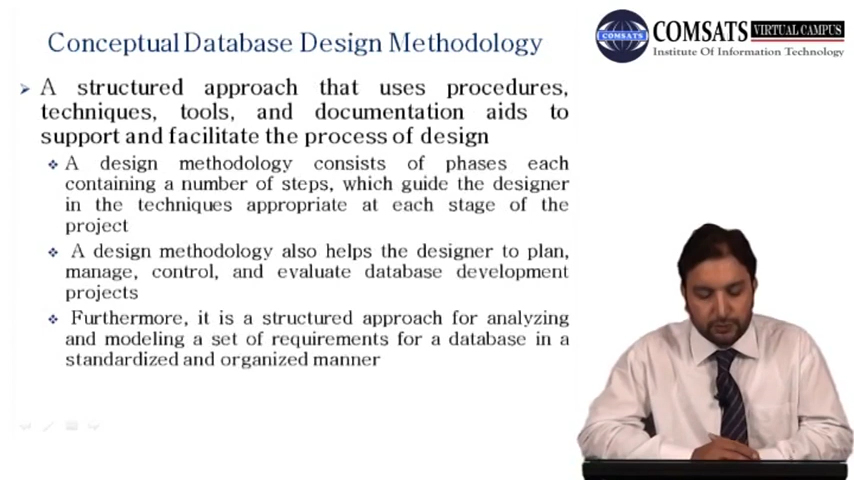 Conceptual Database Design Methodology
COMSATS VIRTUAL CAMPUS
Institute Of Information Technology
COMSATS
A structured approach that uses procedures,
techniques, tools, and documentation aids to
support and facilitate the process of design
A design methodology consists of phases each
containing a number of steps, which guide the designer
in the techniques appropriate at each stage of the
project
A design methodology also helps the designer to plan,
manage, control, and evaluate database development
projects
Furthermore, it is a structured approach for analyzing
and modeling a set of requirements for a database in a
standardized and organized manner